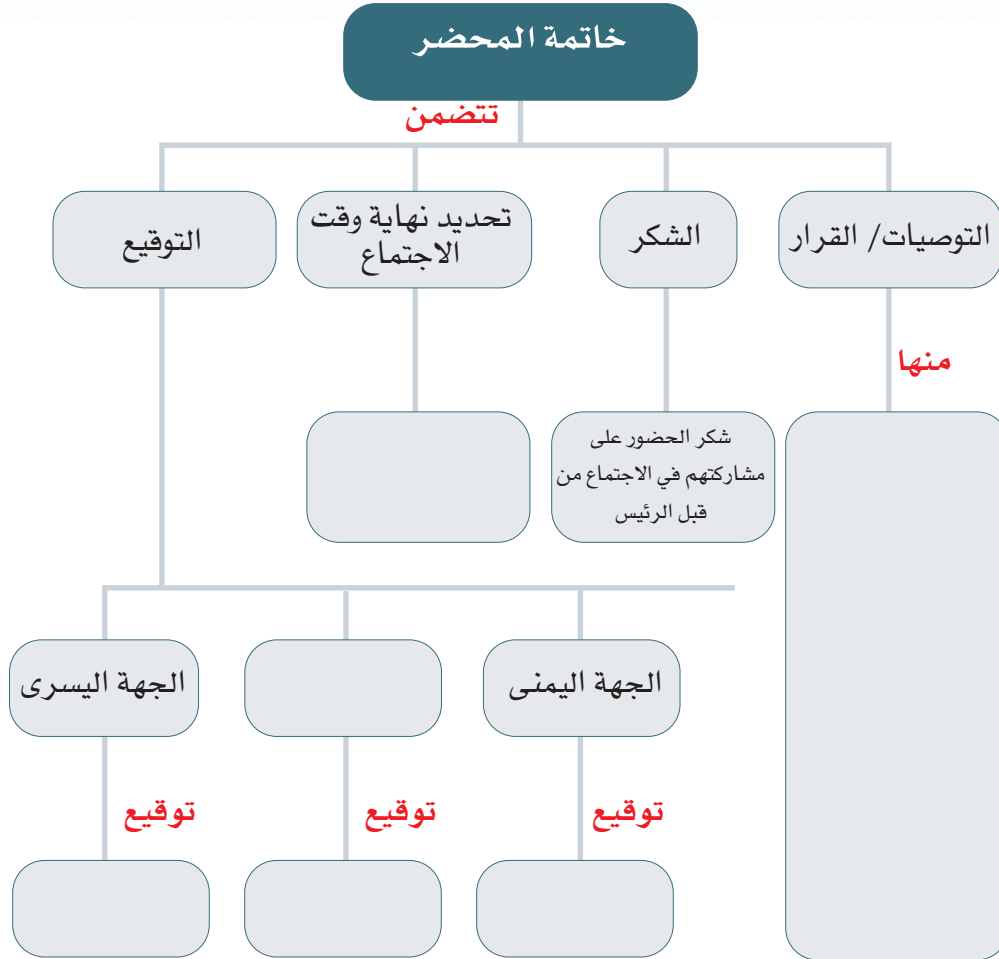 خاتمة المحضر
تتضمن
التوصيات/ القرار
الشكر
تحديد نهاية وقت
الاجتماع
التوقيع
منها
شكر الحضور على
مشاركتهم في الاجتماع من
قبل الرئيس
الجهة اليمنى
الجهة اليسرى
توقيع
توقيع
توقيع